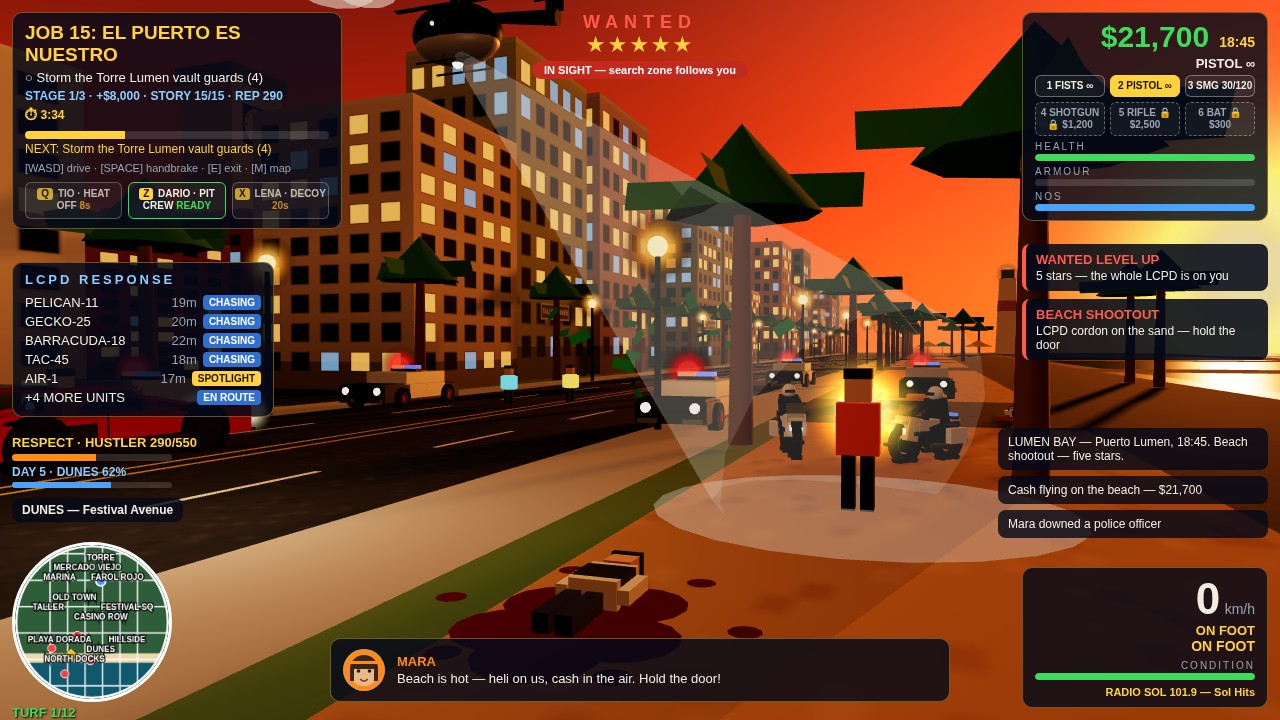 JOB 15: EL PUERTO ES
NUESTRO
○ Storm the Torre Lumen vault guards (4)
STAGE 1/3 · +$8,000 · STORY 15/15 · REP 290
⏱ 3:34
NEXT: Storm the Torre Lumen vault guards (4)
[WASD] drive · [SPACE] handbrake · [E] exit · [M] map
Q TIO · HEAT
OFF 8s
Z DARIO · PIT
CREW READY
X LENA · DECOY
20s
LCPD RESPONSE
PELICAN-11 19m CHASING
GECKO-25 20m CHASING
BARRACUDA-18 22m CHASING
TAC-45 18m CHASING
AIR-1 17m SPOTLIGHT
+4 MORE UNITS EN ROUTE
RESPECT · HUSTLER 290/550
DAY 5 · DUNES 62%
DUNES — Festival Avenue
TORRE
MERCADO VIEJO
MARINA FAROL ROJO
OLD TOWN
TALLER FESTIVAL SQ
CASINO ROW
PLAYA DORADA HILLSIDE
DUNES
NORTH DOCKS
TURF 1/12
WANTED
★★★★★
IN SIGHT — search zone follows you
$21,700 18:45
PISTOL ∞
1 FISTS ∞
2 PISTOL ∞
3 SMG 30/120
4 SHOTGUN
🔒 $1,200
5 RIFLE 🔒
$2,500
6 BAT 🔒
$300
HEALTH
ARMOUR
NOS
WANTED LEVEL UP
5 stars — the whole LCPD is on you
BEACH SHOOTOUT
LCPD cordon on the sand — hold the
door
LUMEN BAY — Puerto Lumen, 18:45. Beach
shootout — five stars.
Cash flying on the beach — $21,700
Mara downed a police officer
MARA
Beach is hot — heli on us, cash in the air. Hold the door!
0 km/h
ON FOOT
ON FOOT
CONDITION
RADIO SOL 101.9 — Sol Hits